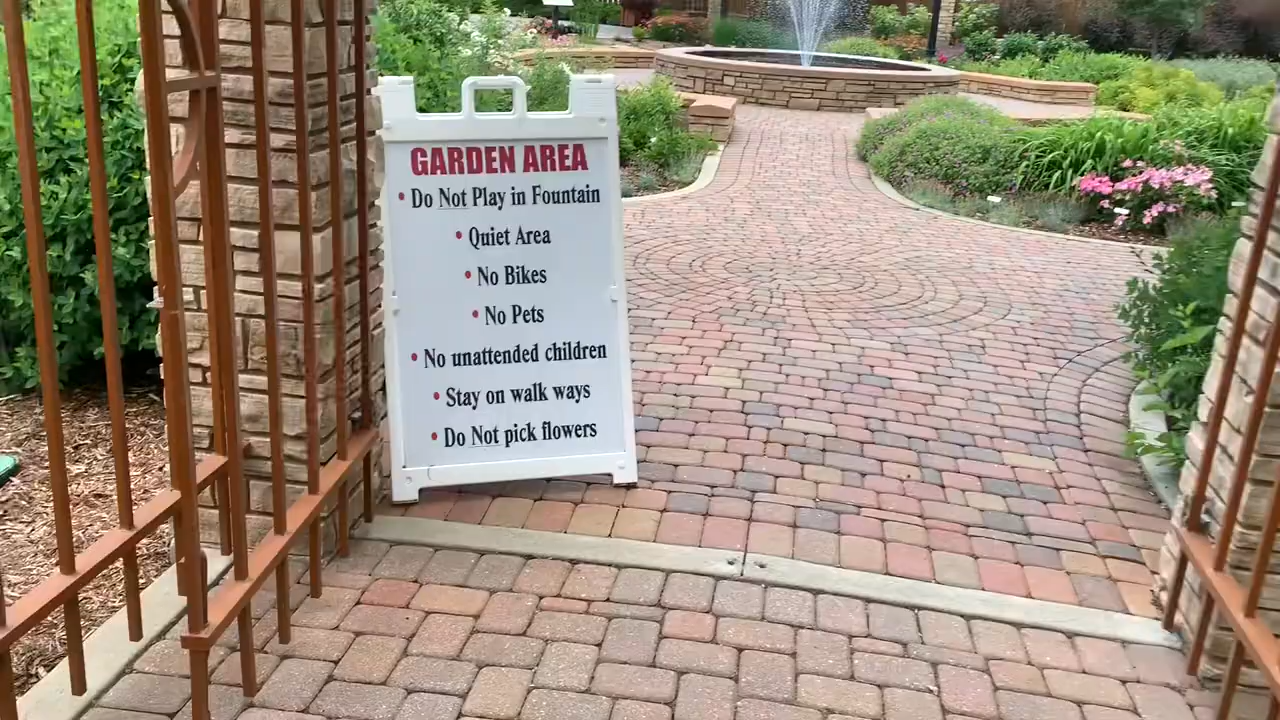 GARDEN AREA
• Do Not Play in Fountain
• Quiet Area
• No Bikes
• No Pets
• No unattended children
• Stay on walk ways
• Do Not pick flowers